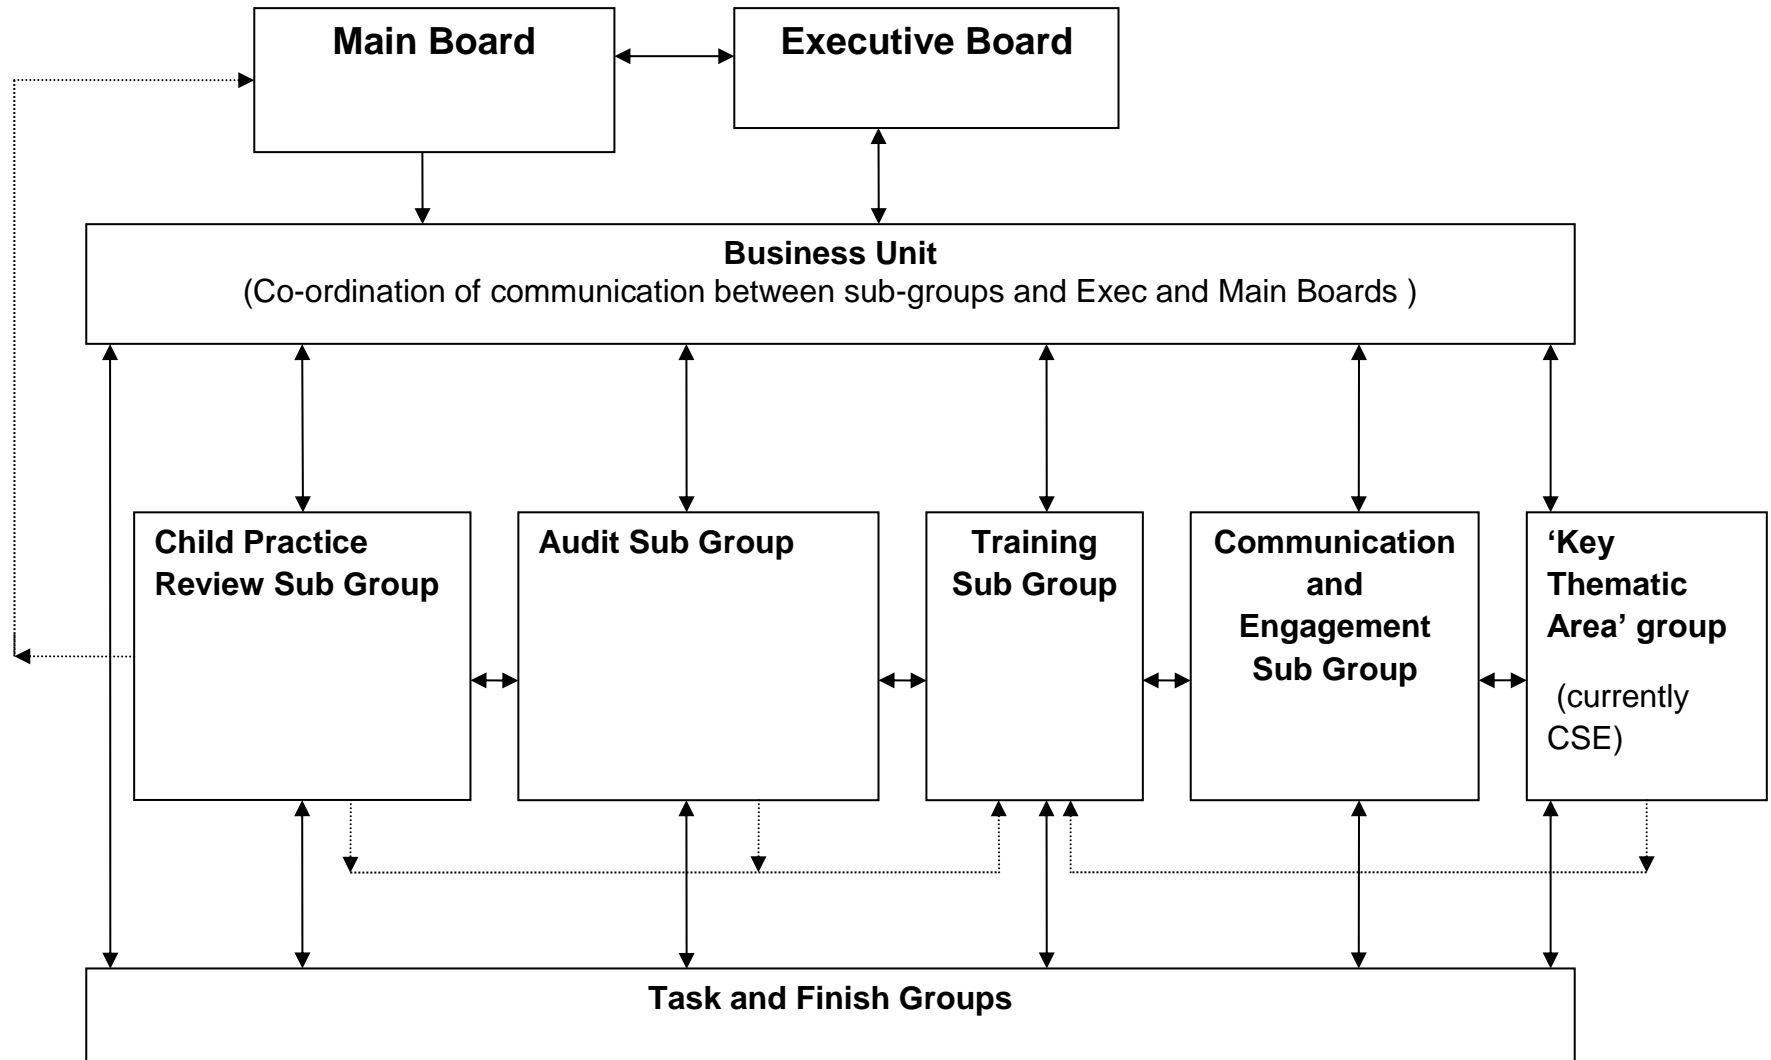 Main Board
Executive Board
Business Unit
(Co-ordination of communication between sub-groups and Exec and Main Boards )
Child Practice
Review Sub Group
Audit Sub Group
Training
Sub Group
Communication
and
Engagement
Sub Group
‘Key
Thematic
Area’ group
(currently
CSE)
Task and Finish Groups